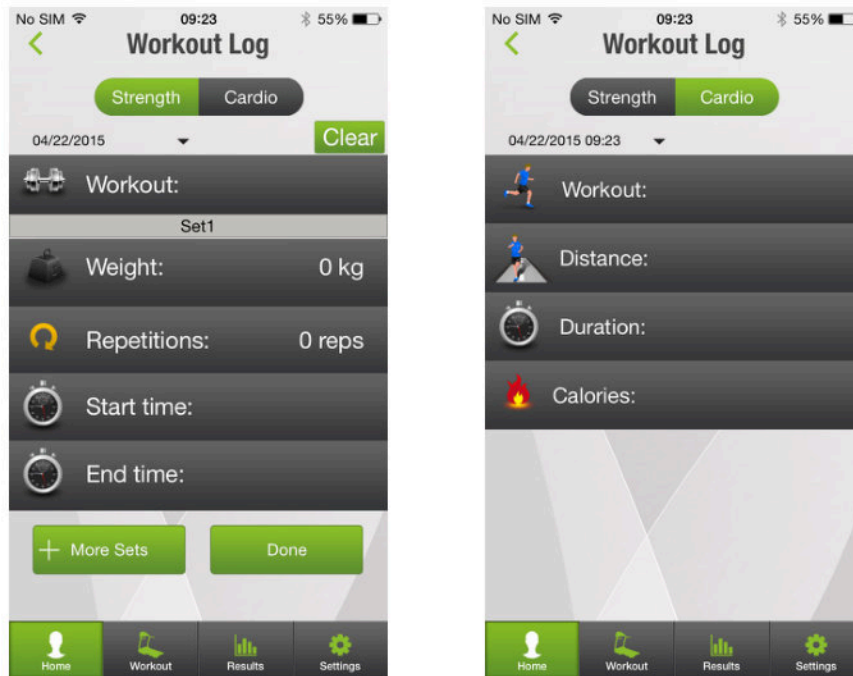 No SIM 09:23 55%
Workout Log
Strength Cardio
04/22/2015 Clear
Workout:
Set1
Weight: 0 kg
Repetitions: 0 reps
Start time:
End time:
+ More Sets Done
Home Workout Results Settings
No SIM 09:23 55%
Workout Log
Strength Cardio
04/22/2015 09:23
Workout:
Distance:
Duration:
Calories:
Home Workout Results Settings